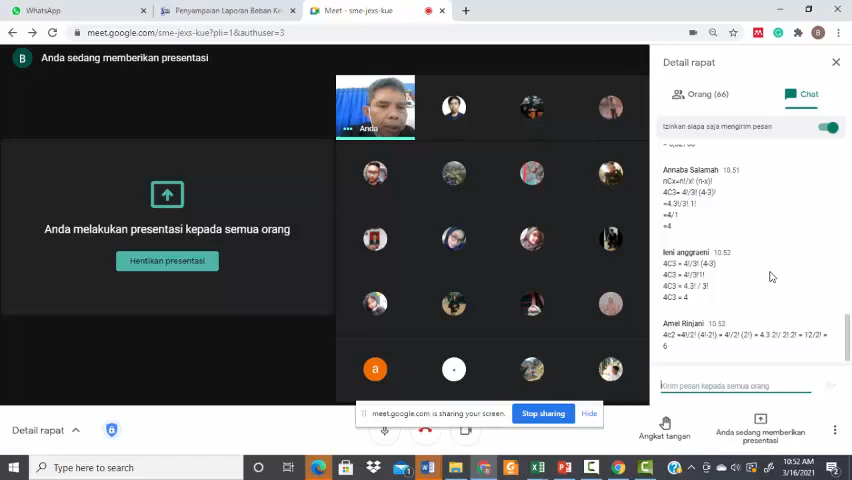 WhatsApp
Penyampaian Laporan Beban Ke
Meet - sme-jexs-kue
meet.google.com/sme-jexs-kue?pli=1&authuser=3
B
B
Anda sedang memberikan presentasi
Anda
Anda melakukan presentasi kepada semua orang
Hentikan presentasi
a
Detail rapat
Orang (66)
Chat
Izinkan siapa saja mengirim pesan
Annaba Salamah 10.51
nCx=n!/x! (n-x)!
4C3= 4!/3! (4-3)!
=4.3!/3!.1!
=4/1
=4
leni anggraeni 10.52
4C3 = 4!/3! (4-3)
4C3 = 4!/3!1!
4C3 = 4.3! / 3!
4C3 = 4
Amel Rinjani 10.52
4c2 =4!/2! (4!-2!) = 4!/2! (2!) = 4.3.2!/ 2!.2! = 12/2! =
6
Kirim pesan kepada semua orang
meet.google.com is sharing your screen.
Stop sharing
Hide
Detail rapat
Angkat tangan
Anda sedang memberikan
presentasi
Type here to search
10:52 AM
3/16/2021